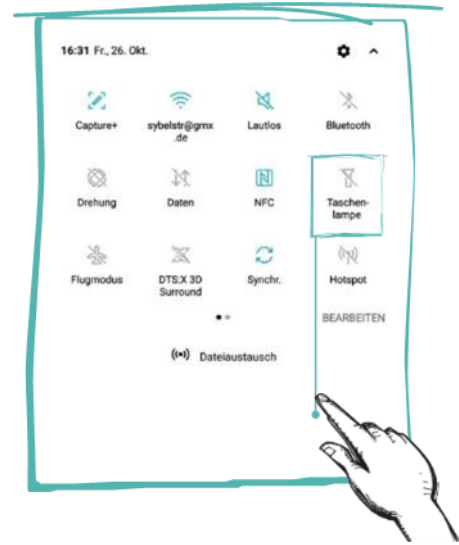 16:31 Fr., 26. Okt.
Capture+
sybelstr@gmx
.de
Lautlos
Bluetooth
Drehung
Daten
NFC
Taschen-
lampe
Flugmodus
DTS:X 3D
Surround
Synchr.
Hotspot
BEARBEITEN
Dateiaustausch